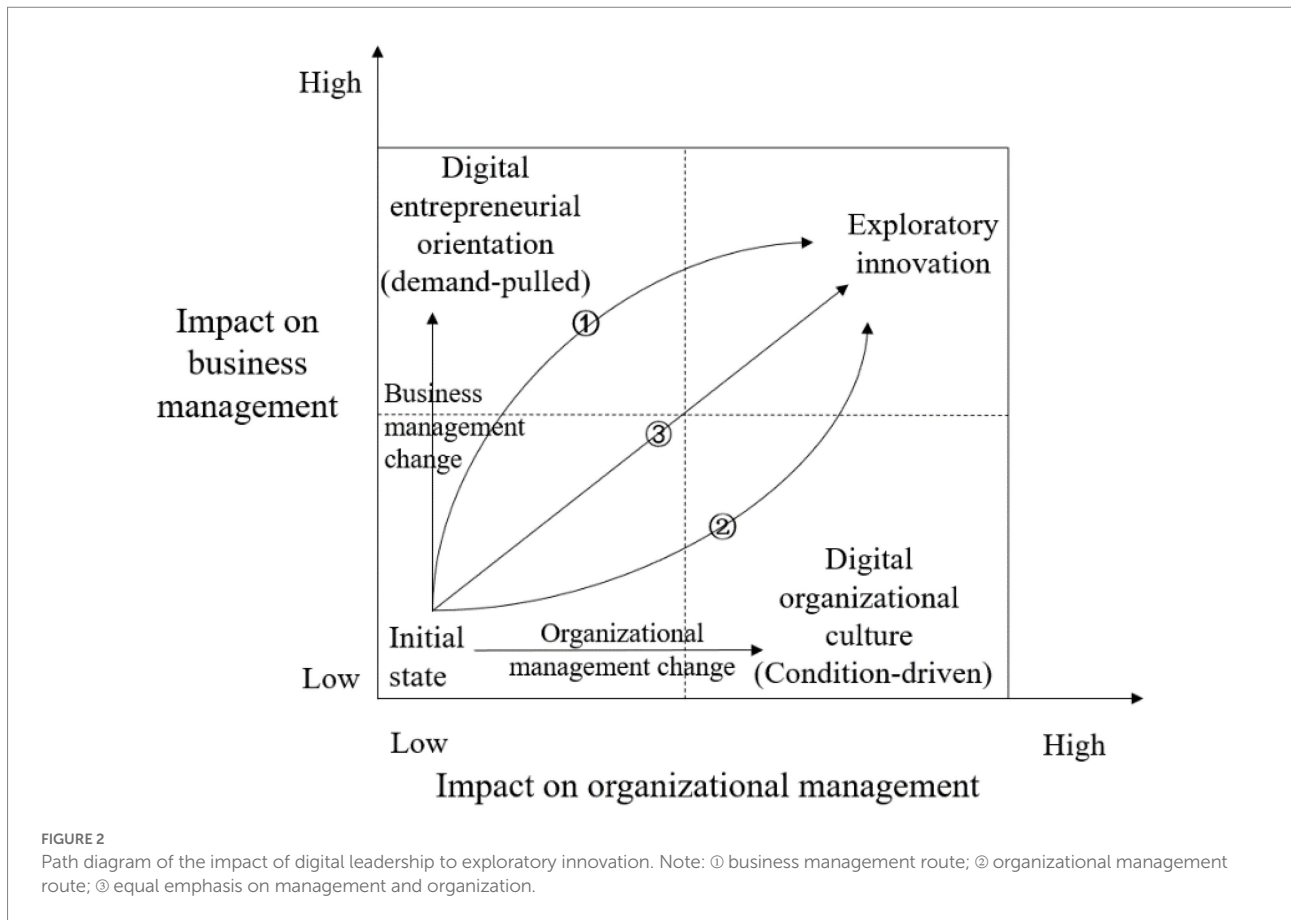 High
Digital
entrepreneurial
orientation
(demand-pulled)
Exploratory
innovation
Impact on
business
management
①
Business
management
change
③
②
Digital
organizational
culture
(Condition-driven)
Initial
state
Organizational
management change
Low
Low
High
Impact on organizational management
FIGURE 2
Path diagram of the impact of digital leadership to exploratory innovation. Note: ① business management route; ② organizational management
route; ③ equal emphasis on management and organization.